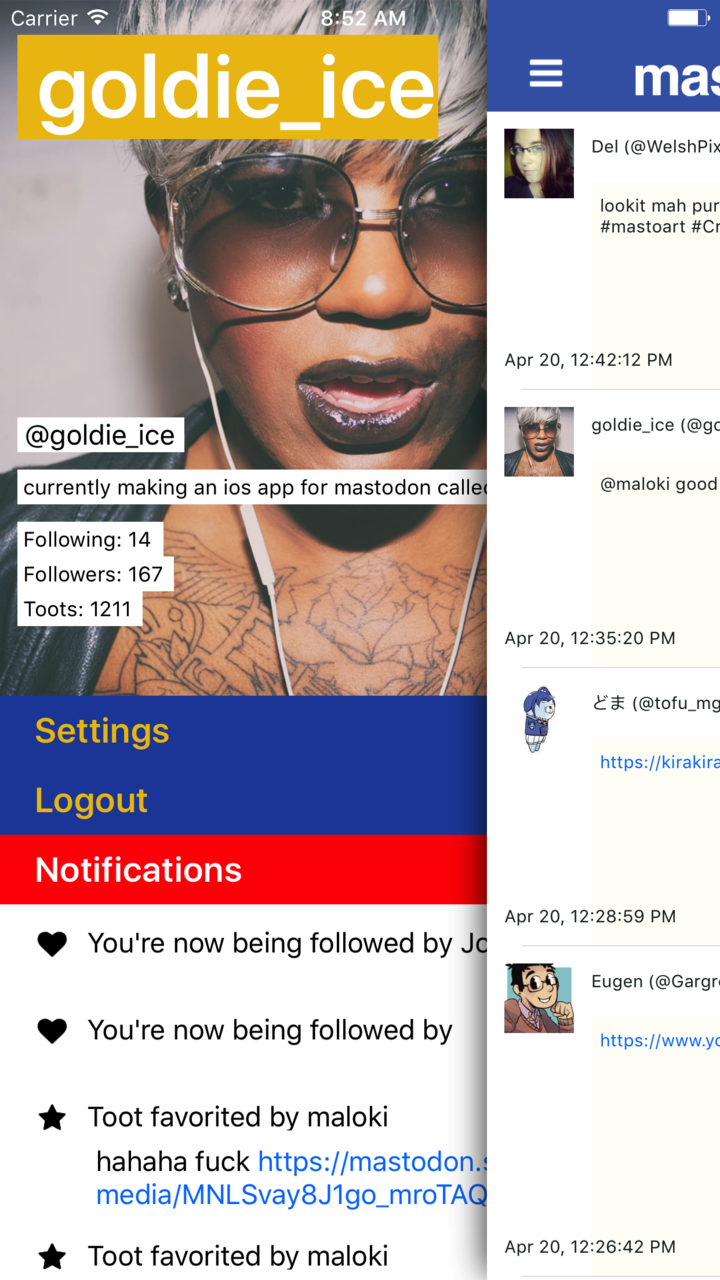 Carrier
8:52 AM
goldie_ice
@goldie_ice
currently making an ios app for mastodon
Following: 14
Followers: 167
Toots: 1211
Settings
Logout
Notifications
You're now being followed by
You're now being followed by
Toot favorited by maloki
hahaha fuck https://mastodon.s
media/MNLSvay8J1go_mroTAQ
Toot favorited by maloki
mas
Del (@WelshPix
lookit mah pur
#mastoart #Cr
Apr 20, 12:42:12 PM
goldie_ice (@go
@maloki good
Apr 20, 12:35:20 PM
どま (@tofu_mg
https://kirakira
Apr 20, 12:28:59 PM
Eugen (@Gargr
https://www.yo
Apr 20, 12:26:42 PM